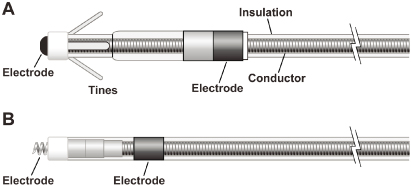 A
Insulation
Electrode
Tines
Electrode
Conductor
B
Electrode
Electrode